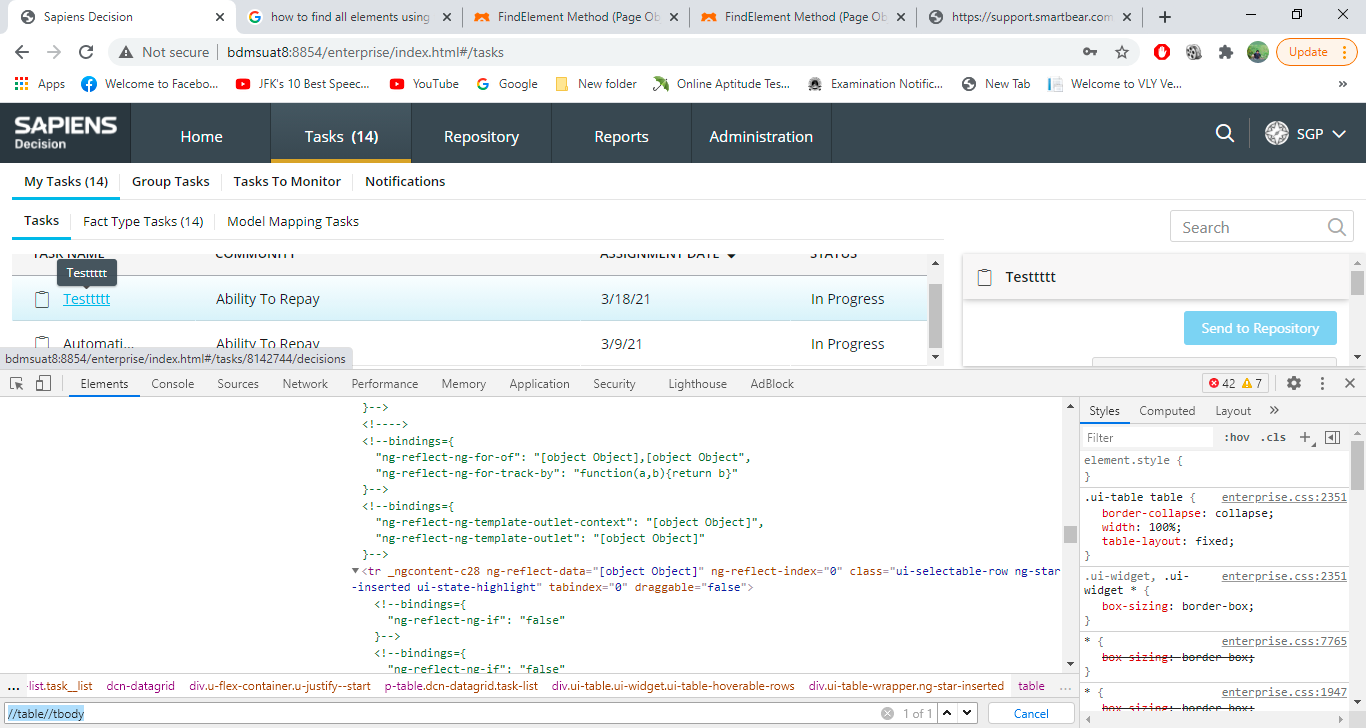 Sapiens Decision
how to find all elements using
FindElement Method (Page Ob
FindElement Method (Page Ob
https://support.smartbear.com
Not secure
bdmsuat8:8854/enterprise/index.html#/tasks
Update
Apps
Welcome to Facebo...
JFK's 10 Best Speec...
YouTube
Google
New folder
Online Aptitude Tes...
Examination Notific...
New Tab
Welcome to VLY Ve...
»
SAPIENS
Decision
Home
Tasks (14)
Repository
Reports
Administration
SGP
My Tasks (14)
Group Tasks
Tasks To Monitor
Notifications
Tasks
Fact Type Tasks (14)
Model Mapping Tasks
Search
TASK NAME
COMMUNITY
ASSIGNMENT DATE
STATUS
Testtttt
Testtttt
Ability To Repay
3/18/21
In Progress
Testtttt
Send to Repository
Automati...
Ability To Repay
3/9/21
In Progress
bdmsuat8:8854/enterprise/index.html#/tasks/8142744/decisions
Elements
Console
Sources
Network
Performance
Memory
Application
Security
Lighthouse
AdBlock
42
7
}-->
<!---->
<!--bindings={
"ng-reflect-ng-for-of": "[object Object],[object Object",
"ng-reflect-ng-for-track-by": "function(a,b){return b}"
}-->
<!--bindings={
"ng-reflect-ng-template-outlet-context": "[object Object]",
"ng-reflect-ng-template-outlet": "[object Object]"
}-->
<tr _ngcontent-c28 ng-reflect-data="[object Object]" ng-reflect-index="0" class="ui-selectable-row ng-star
-inserted ui-state-highlight" tabindex="0" draggable="false">
<!--bindings={
"ng-reflect-ng-if": "false"
}-->
<!--bindings={
"ng-reflect-ng-if": "false"
Styles
Computed
Layout
»
Filter
:hov .cls +
element.style {
}
.ui-table table { enterprise.css:2351
border-collapse: collapse;
width: 100%;
table-layout: fixed;
}
.ui-widget, .ui- enterprise.css:2351
widget * {
box-sizing: border-box;
}
* { enterprise.css:7765
box-sizing: border-box;
}
* { enterprise.css:1947
box-sizing: border-box;
... -list.task__list dcn-datagrid div.u-flex-container.u-justify--start p-table.dcn-datagrid.task-list div.ui-table.ui-widget.ui-table-hoverable-rows div.ui-table-wrapper.ng-star-inserted table ...
//table//tbody
1 of 1
Cancel